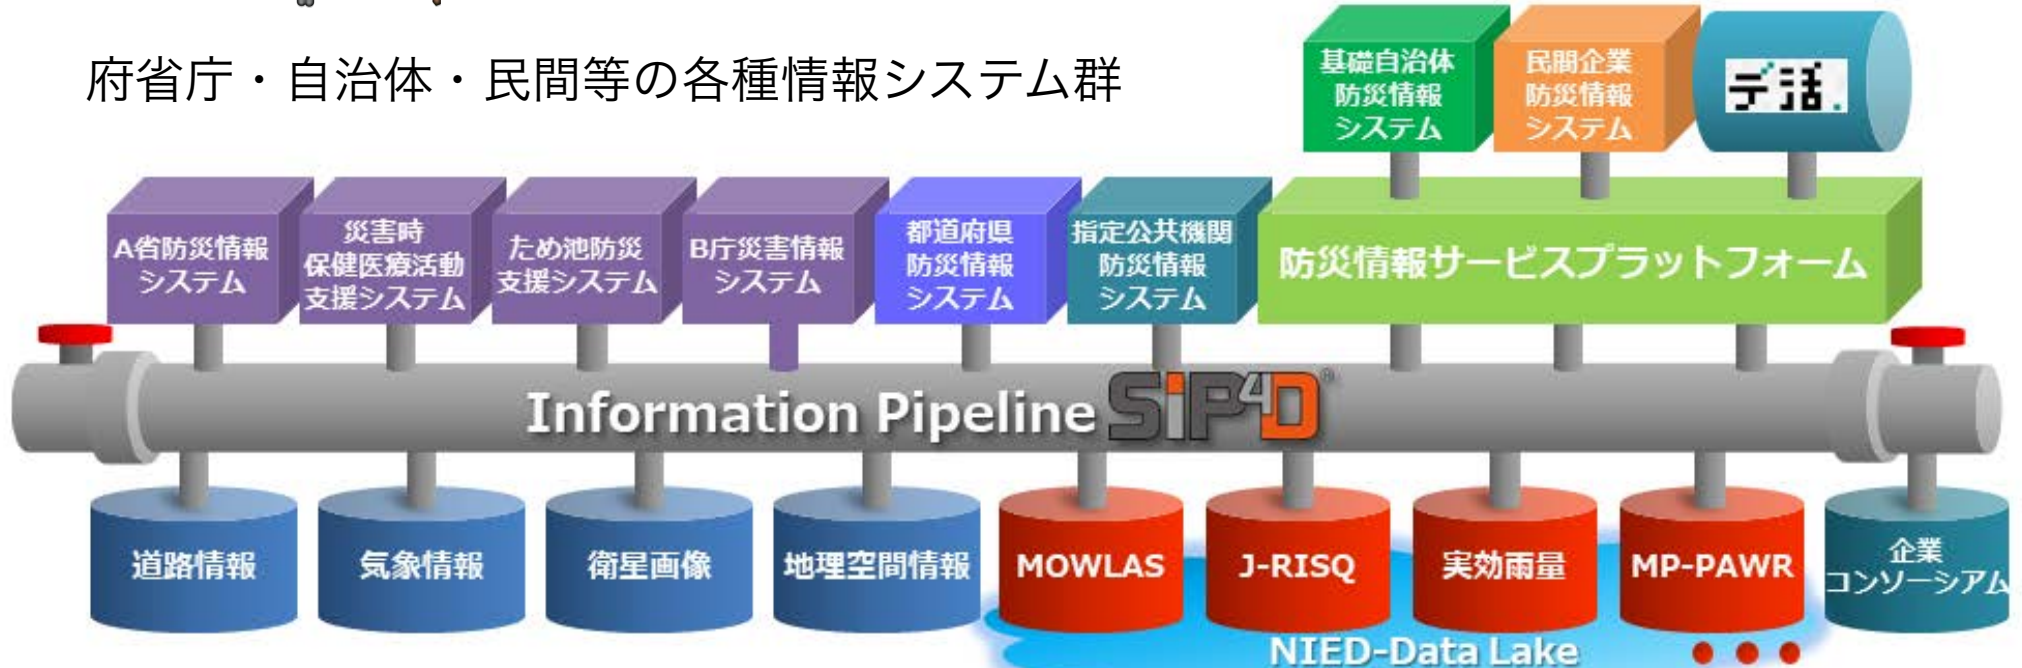 府省庁・自治体・民間等の各種情報システム群
基礎自治体
防災情報
システム
民間企業
防災情報
システム
デ活.
A省防災情報
システム
災害時
保健医療活動
支援システム
ため池防災
支援システム
B庁災害情報
システム
都道府県
防災情報
システム
指定公共機関
防災情報
システム
防災情報サービスプラットフォーム
Information Pipeline SiP4D®
道路情報
気象情報
衛星画像
地理空間情報
MOWLAS
J-RISQ
実効雨量
MP-PAWR
企業
コンソーシアム
NIED-Data Lake